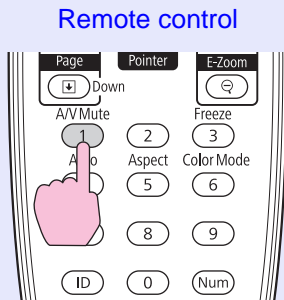 Remote control
Page Pointer E-Zoom
Down
A/V Mute Freeze
1 2 3
Aspect Color Mode
5 6
8 9
ID 0 Num